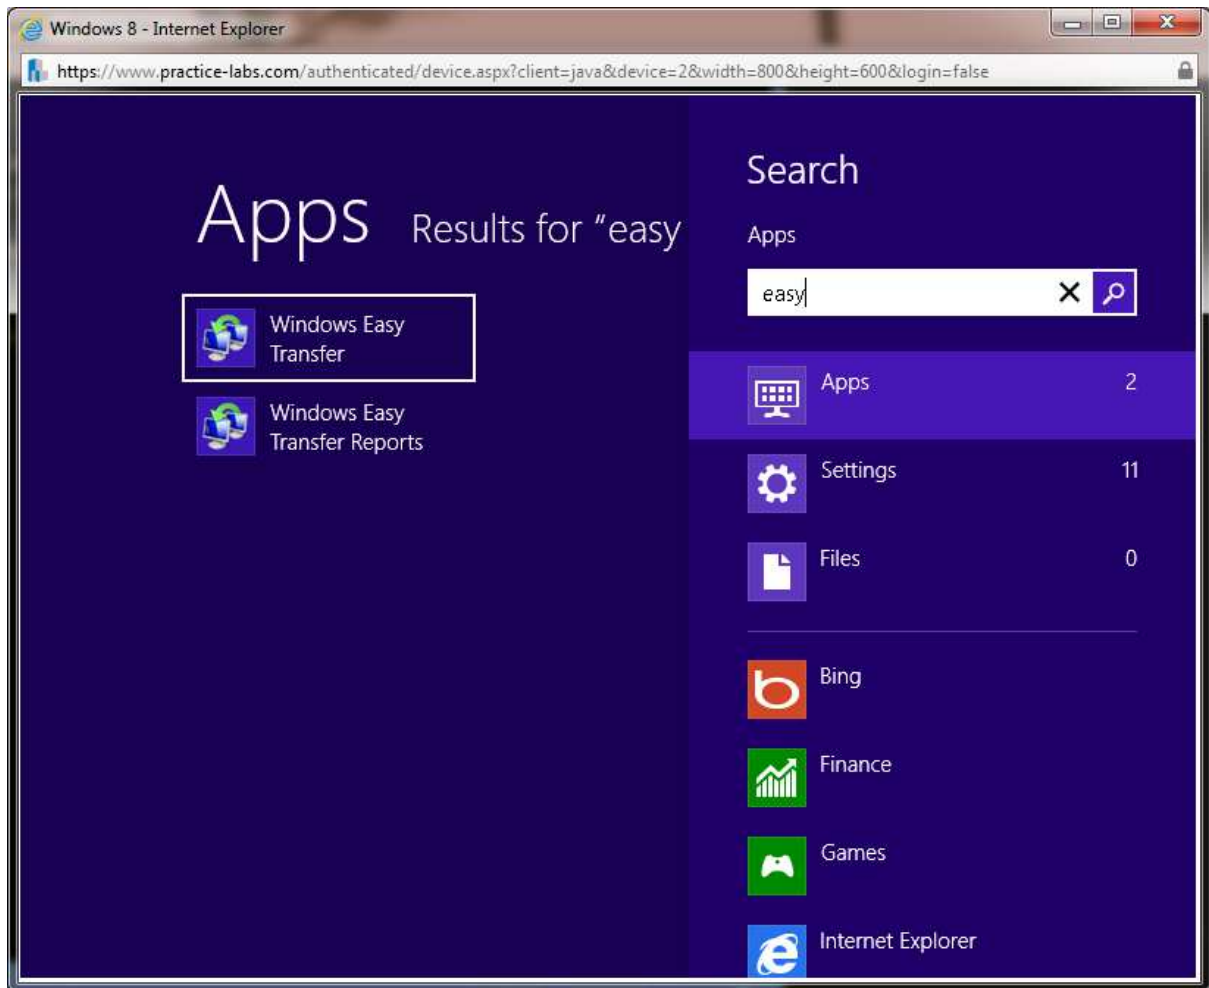 Windows 8 - Internet Explorer
https://www.practice-labs.com/authenticated/device.aspx?client=java&device=2&width=800&height=600&login=false
Apps Results for “easy
Windows Easy
Transfer
Windows Easy
Transfer Reports
Search
Apps
easy
Apps 2
Settings 11
Files 0
Bing
Finance
Games
Internet Explorer